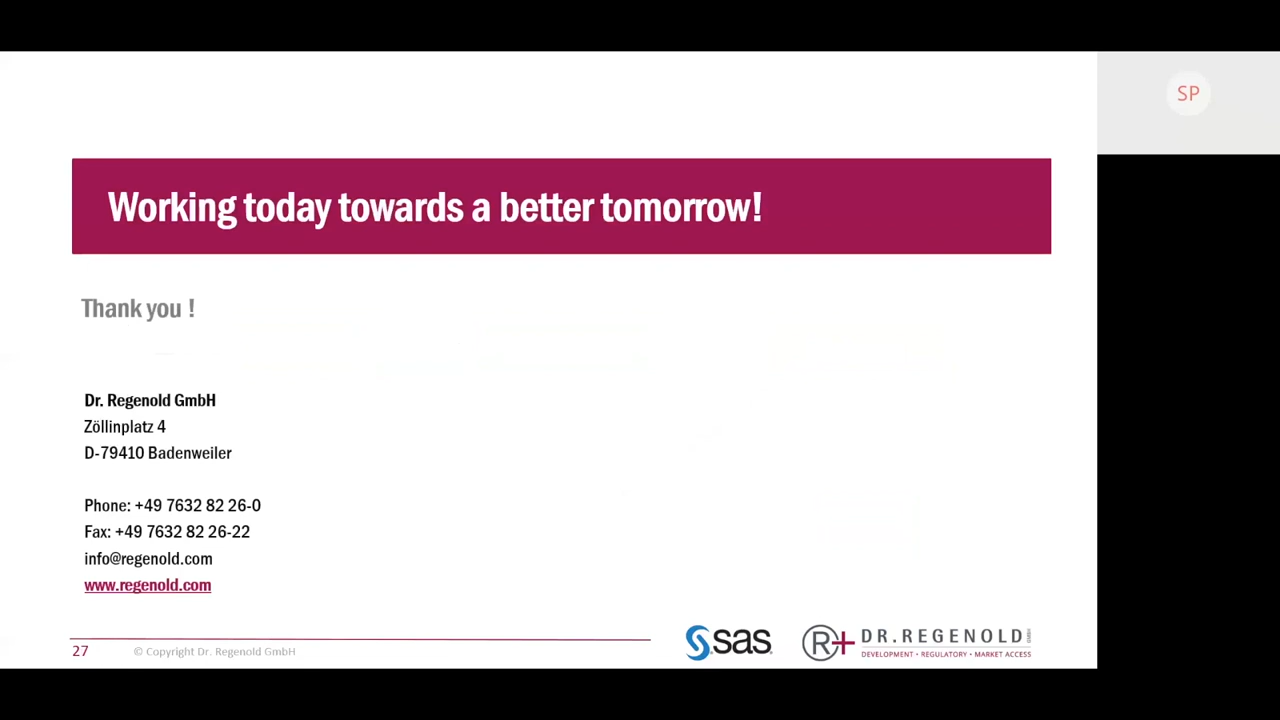 SP
Working today towards a better tomorrow!
Thank you !
Dr. Regenold GmbH
Zöllinplatz 4
D-79410 Badenweiler
Phone: +49 7632 82 26-0
Fax: +49 7632 82 26-22
info@regenold.com
www.regenold.com
27
© Copyright Dr. Regenold GmbH
sas
R+
DR.REGENOLD GMBH
DEVELOPMENT • REGULATORY • MARKET ACCESS